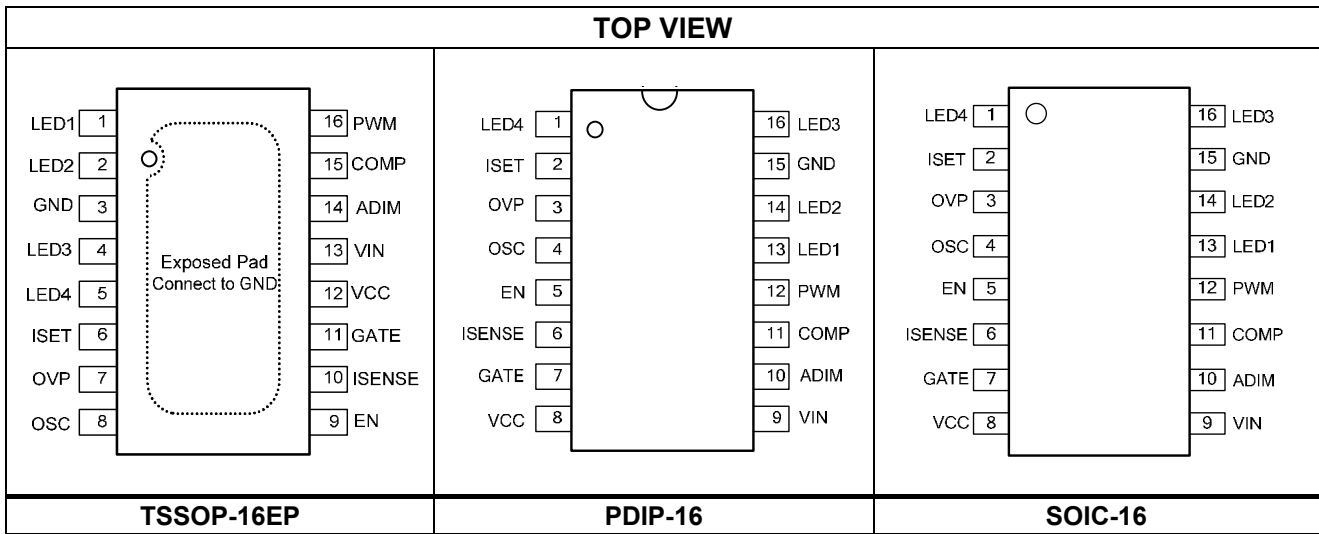 TOP VIEW
LED1 1 16 PWM
LED2 2 15 COMP
GND 3 14 ADIM
LED3 4 13 VIN
LED4 5 12 VCC
ISET 6 11 GATE
OVP 7 10 ISENSE
OSC 8 9 EN
Exposed Pad
Connect to GND
TSSOP-16EP
LED4 1 16 LED3
ISET 2 15 GND
OVP 3 14 LED2
OSC 4 13 LED1
EN 5 12 PWM
ISENSE 6 11 COMP
GATE 7 10 ADIM
VCC 8 9 VIN
PDIP-16
LED4 1 16 LED3
ISET 2 15 GND
OVP 3 14 LED2
OSC 4 13 LED1
EN 5 12 PWM
ISENSE 6 11 COMP
GATE 7 10 ADIM
VCC 8 9 VIN
SOIC-16